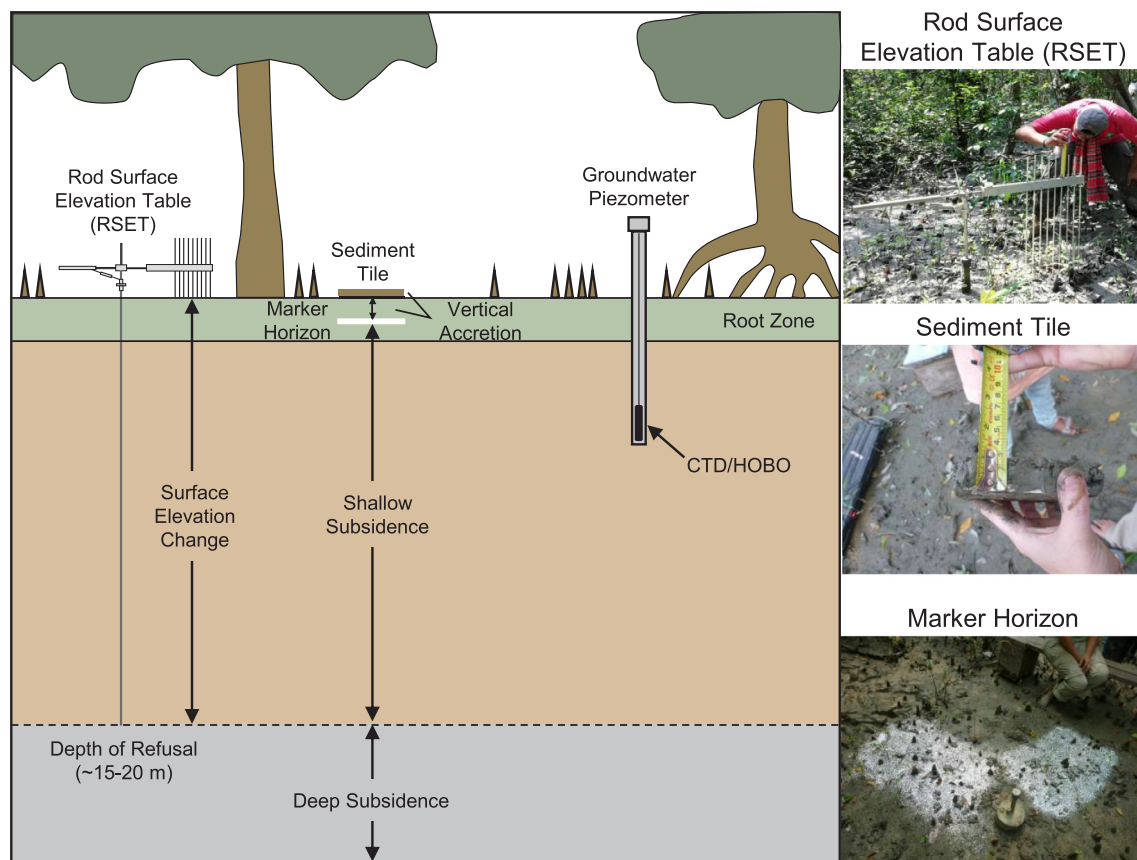 Rod Surface
Elevation Table
(RSET)
Sediment
Tile
Groundwater
Piezometer
Marker
Horizon
Vertical
Accretion
Root Zone
CTD/HOBO
Surface
Elevation
Change
Shallow
Subsidence
Depth of Refusal
(~15-20 m)
Deep Subsidence
Rod Surface
Elevation Table (RSET)
Sediment Tile
Marker Horizon